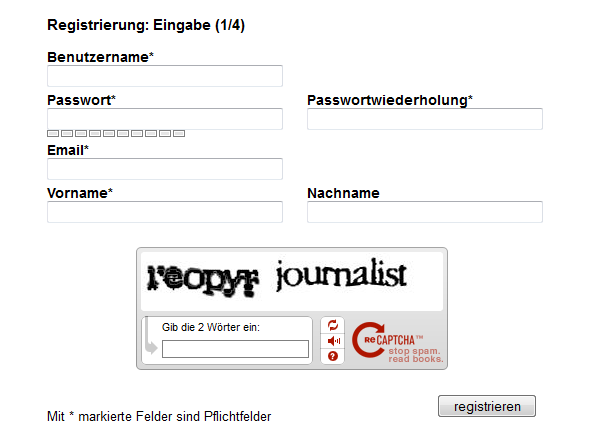 Registrierung: Eingabe (1/4)
Benutzername*
Passwort* Passwortwiederholung*
Email*
Vorname* Nachname
journalist
Gib die 2 Wörter ein:
reCAPTCHA™
stop spam.
read books.
Mit * markierte Felder sind Pflichtfelder
registrieren